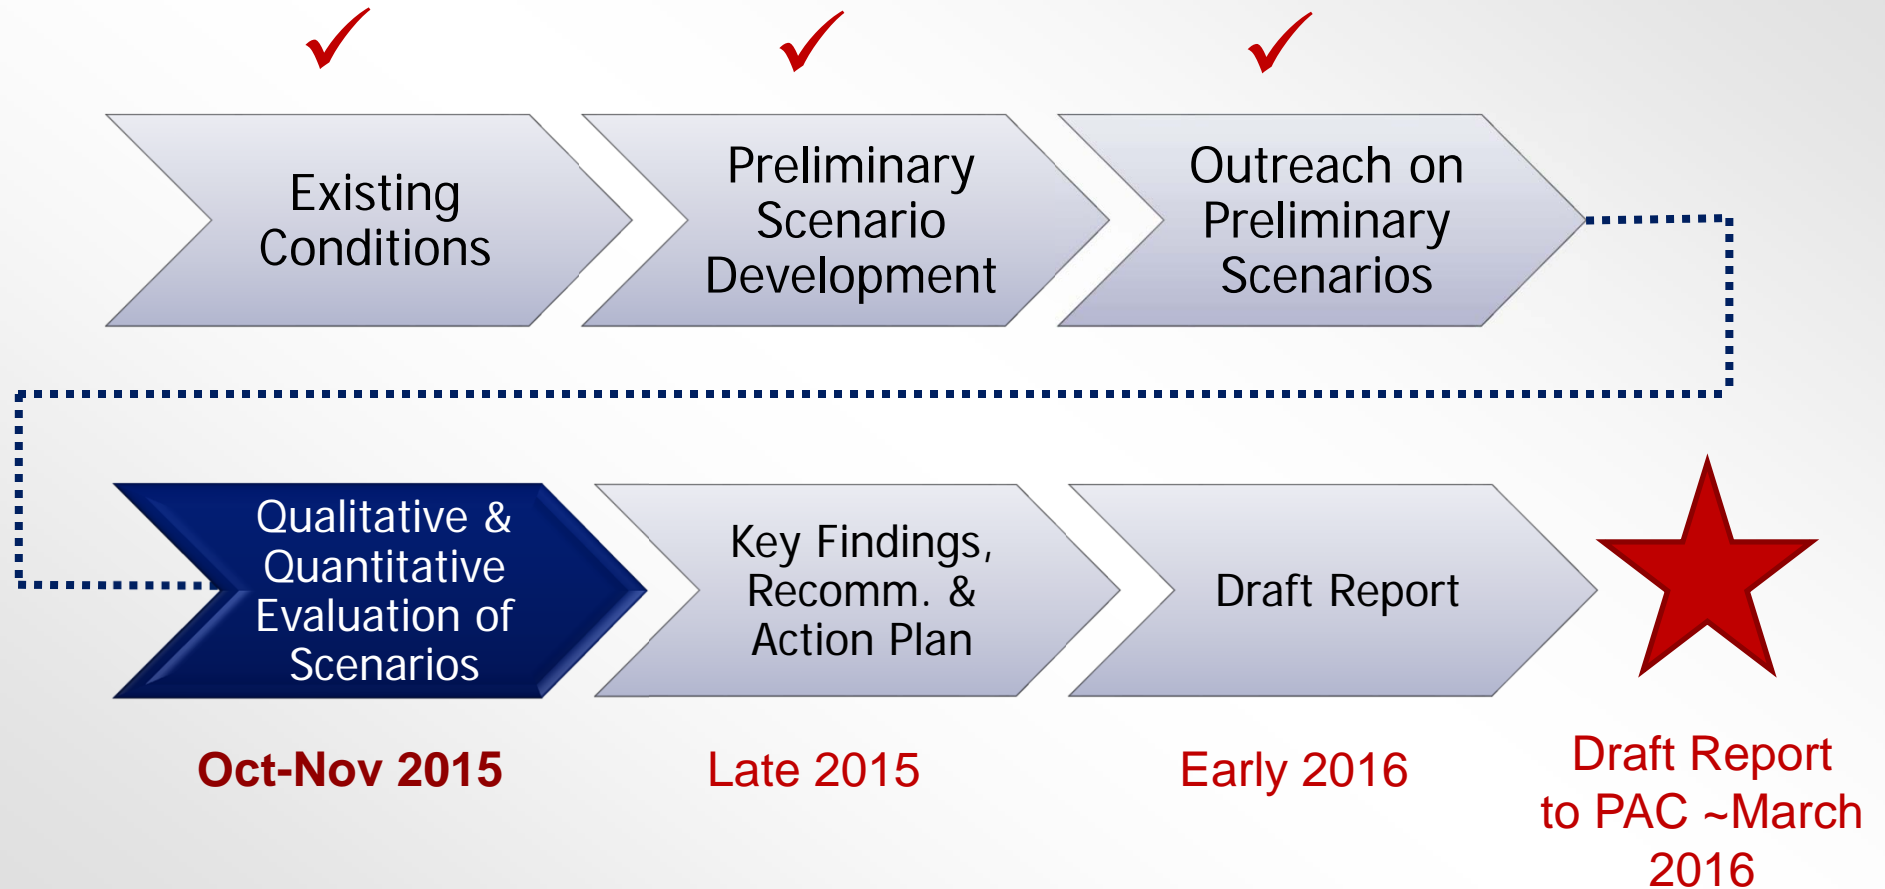 Existing
Conditions
Preliminary
Scenario
Development
Outreach on
Preliminary
Scenarios
Qualitative &
Quantitative
Evaluation of
Scenarios
Key Findings,
Recomm. &
Action Plan
Draft Report
Oct-Nov 2015
Late 2015
Early 2016
Draft Report
to PAC ~March
2016